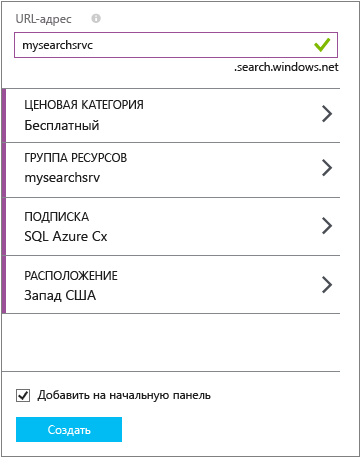 URL-адрес
mysearchsrvc
.search.windows.net
ЦЕНОВАЯ КАТЕГОРИЯ
Бесплатный
ГРУППА РЕСУРСОВ
mysearchsrv
ПОДПИСКА
SQL Azure Cx
РАСПОЛОЖЕНИЕ
Запад США
Добавить на начальную панель
Создать